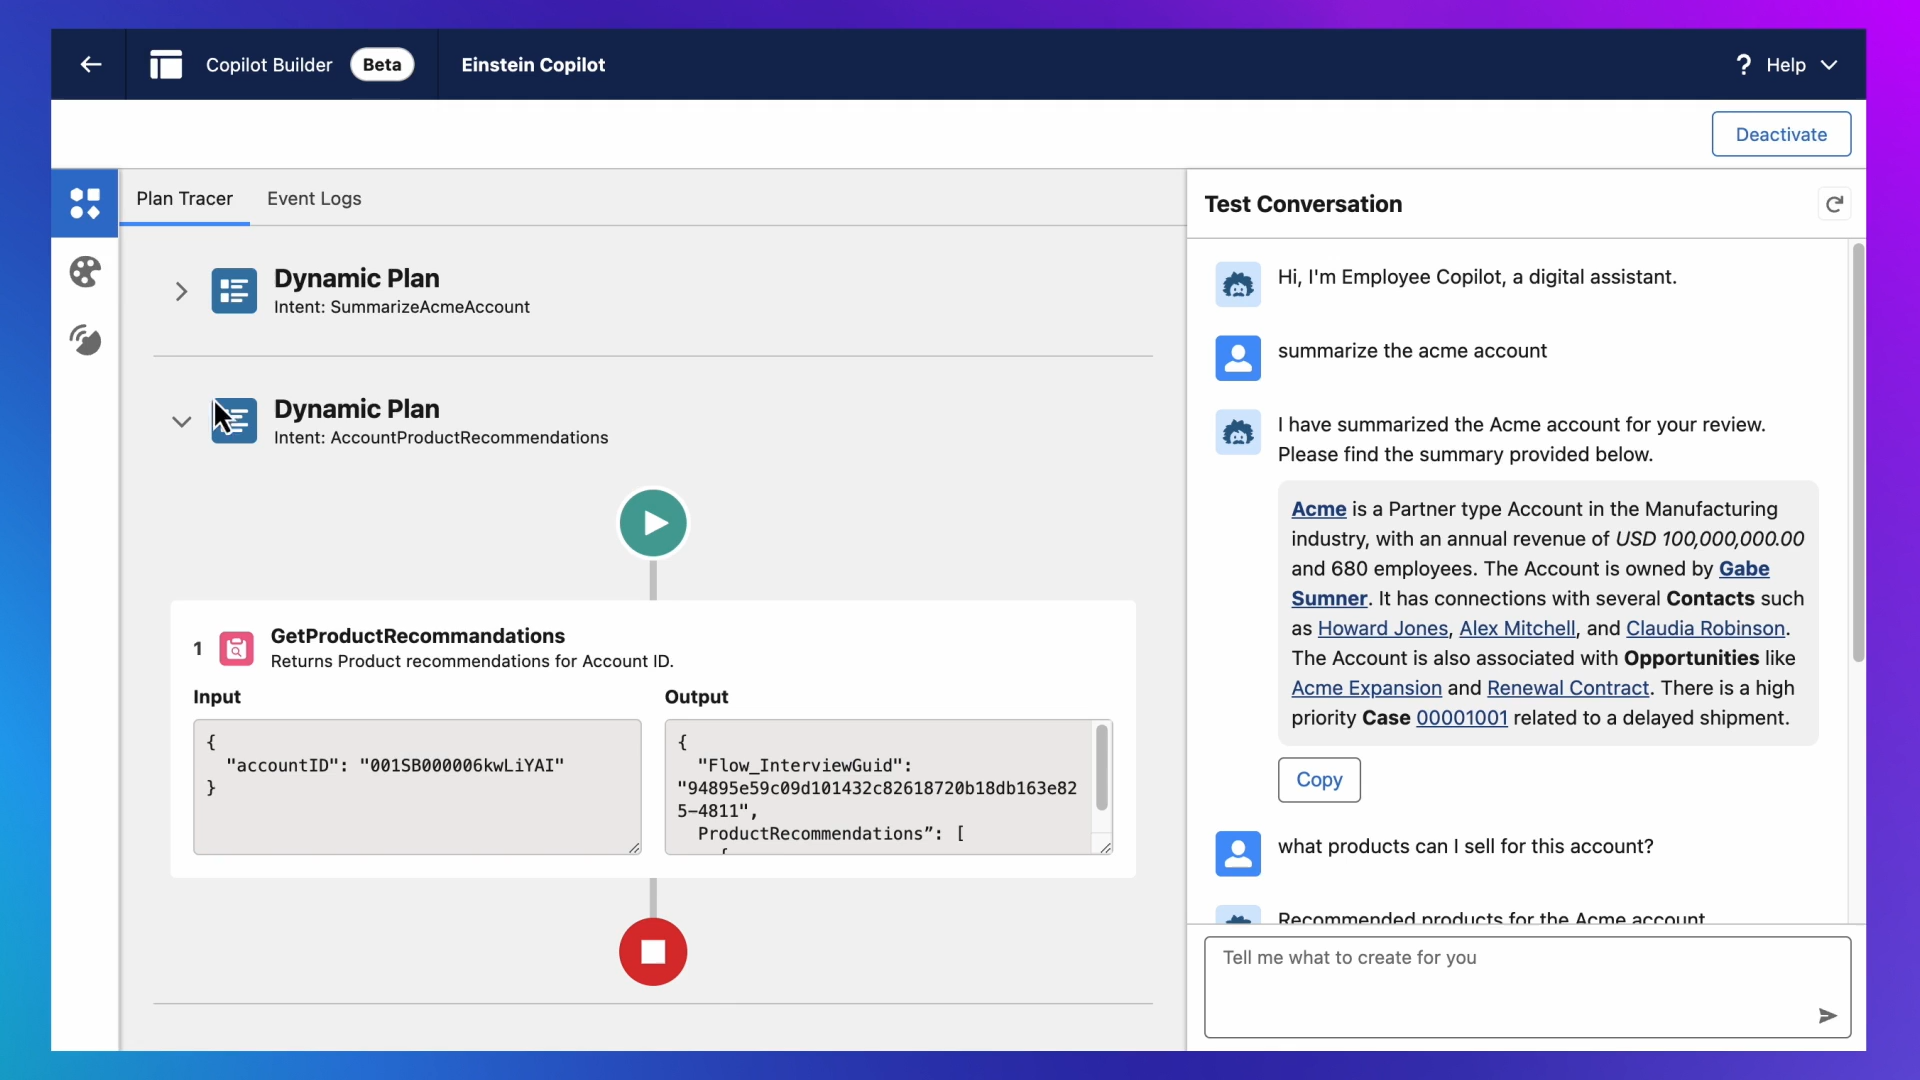 Copilot Builder
Beta
Einstein Copilot
? Help
Deactivate
Plan Tracer
Event Logs
Dynamic Plan
Intent: SummarizeAcmeAccount
Dynamic Plan
Intent: AccountProductRecommendations
1
GetProductRecommandations
Returns Product recommendations for Account ID.
Input
{
"accountID": "001SB000006kwLiYAI"
}
Output
{
"Flow_InterviewGuid":
"94895e59c09d101432c82618720b18db163e82
5-4811",
ProductRecommendations”: [
{
Test Conversation
Hi, I'm Employee Copilot, a digital assistant.
summarize the acme account
I have summarized the Acme account for your review.
Please find the summary provided below.
Acme is a Partner type Account in the Manufacturing
industry, with an annual revenue of USD 100,000,000.00
and 680 employees. The Account is owned by Gabe
Sumner. It has connections with several Contacts such
as Howard Jones, Alex Mitchell, and Claudia Robinson.
The Account is also associated with Opportunities like
Acme Expansion and Renewal Contract. There is a high
priority Case 00001001 related to a delayed shipment.
Copy
what products can I sell for this account?
Recommended products for the Acme account
Tell me what to create for you